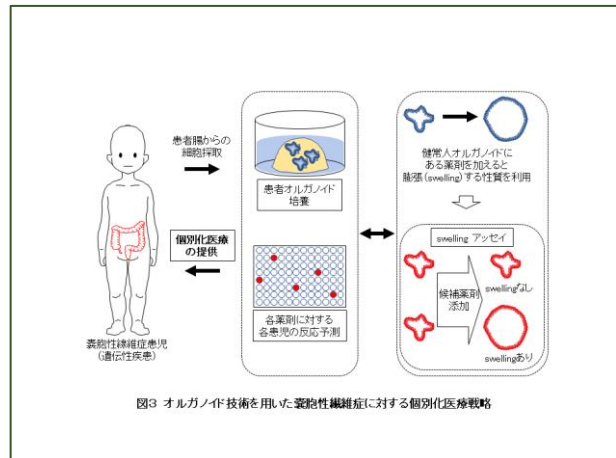 患者腸からの
細胞採取
個別化医療
の提供
嚢胞性線維症患児
(遺伝性疾患)
患者オルガノイド
培養
各薬剤に対する
各患児の反応予測
健常人オルガノイドに
ある薬剤を加えると
膨張(swelling)する性質を利用
swelling アッセイ
候補薬剤
添加
swellingなし
swellingあり
図3 オルガノイド技術を用いた嚢胞性繊維症に対する個別化医療戦略